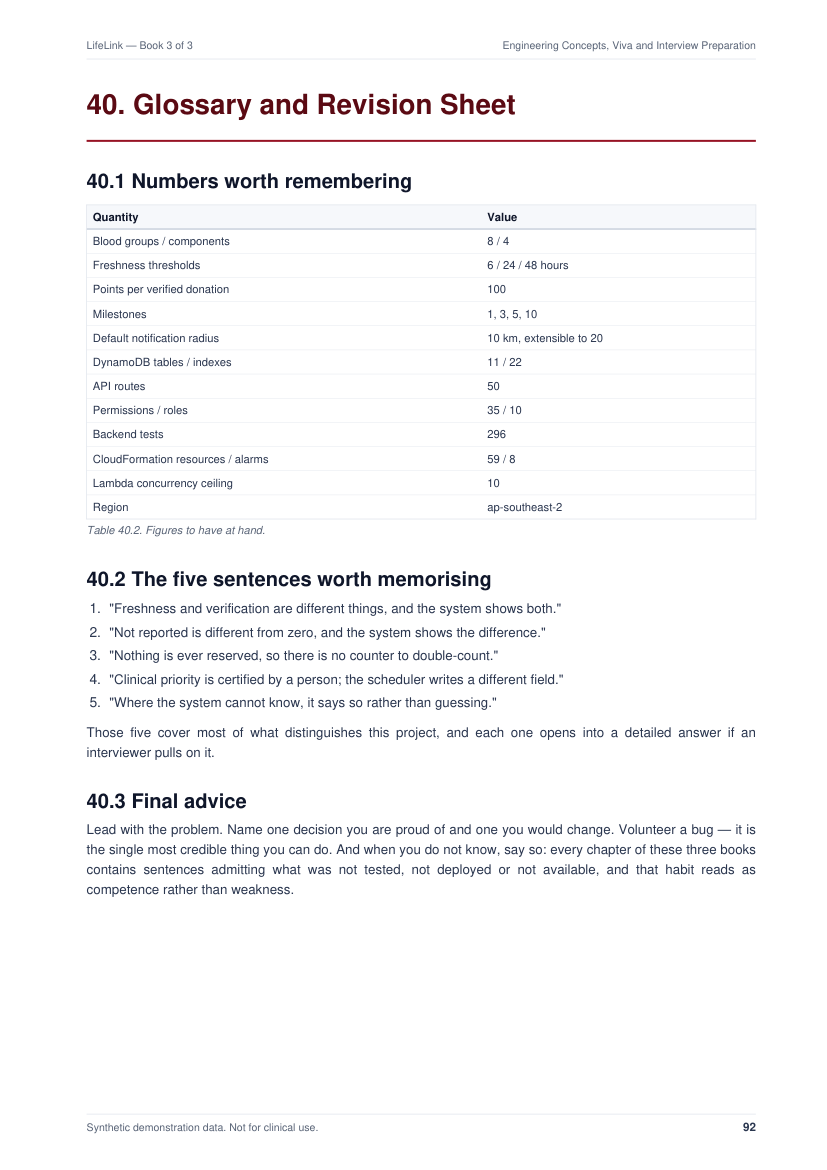 LifeLink — Book 3 of 3 Engineering Concepts, Viva and Interview Preparation
40. Glossary and Revision Sheet
40.1 Numbers worth remembering
Quantity Value
Blood groups / components 8 / 4
Freshness thresholds 6 / 24 / 48 hours
Points per verified donation 100
Milestones 1, 3, 5, 10
Default notification radius 10 km, extensible to 20
DynamoDB tables / indexes 11 / 22
API routes 50
Permissions / roles 35 / 10
Backend tests 296
CloudFormation resources / alarms 59 / 8
Lambda concurrency ceiling 10
Region ap-southeast-2
Table 40.2. Figures to have at hand.
40.2 The five sentences worth memorising
1. "Freshness and verification are different things, and the system shows both."
2. "Not reported is different from zero, and the system shows the difference."
3. "Nothing is ever reserved, so there is no counter to double-count."
4. "Clinical priority is certified by a person; the scheduler writes a different field."
5. "Where the system cannot know, it says so rather than guessing."
Those five cover most of what distinguishes this project, and each one opens into a detailed answer if an
interviewer pulls on it.
40.3 Final advice
Lead with the problem. Name one decision you are proud of and one you would change. Volunteer a bug — it is
the single most credible thing you can do. And when you do not know, say so: every chapter of these three books
contains sentences admitting what was not tested, not deployed or not available, and that habit reads as
competence rather than weakness.
Synthetic demonstration data. Not for clinical use. 92